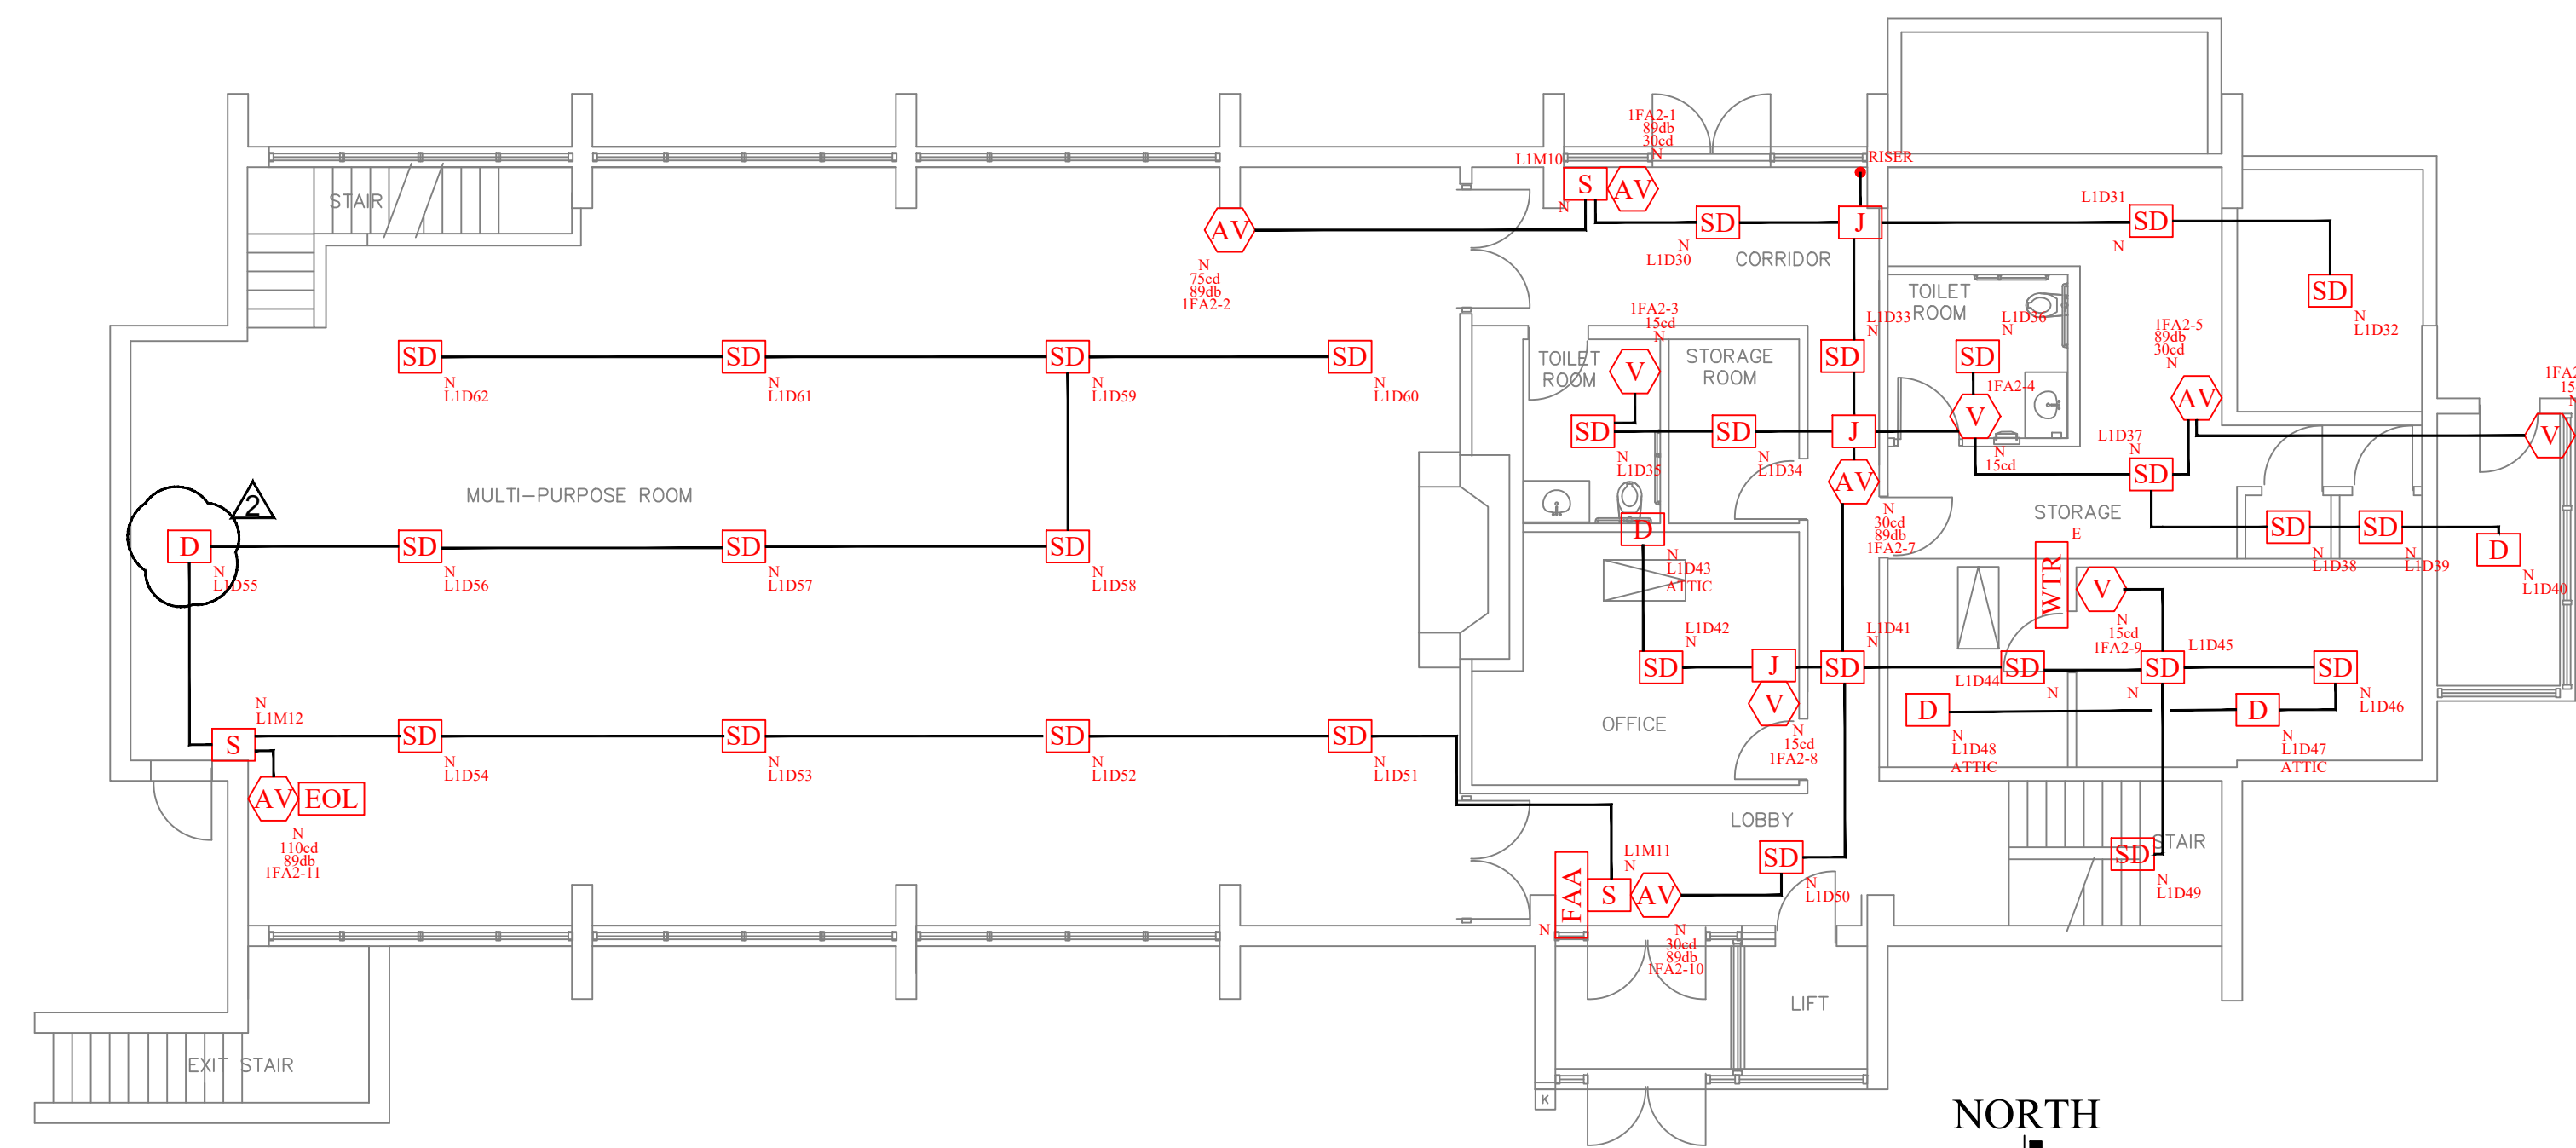 1FA2-1
89db
30cd
N
L1M10
S
AV
N
RISER
STAIR
AV
N
75cd
89db
1FA2-2
SD
N
L1D30
J
CORRIDOR
L1D31
SD
N
SD
N
L1D32
TOILET
ROOM
L1D33
N
SD
L1D36
N
SD
1FA2-3
15cd
N
V
TOILET
ROOM
STORAGE
ROOM
1FA2-5
89db
30cd
N
AV
SD
N
L1D62
SD
N
L1D61
SD
N
L1D59
SD
N
L1D60
1FA2-4
V
N
15cd
V
SD
N
L1D35
SD
N
L1D34
J
L1D37
N
SD
AV
N
30cd
89db
1FA2-7
MULTI-PURPOSE ROOM
2
STORAGE
E
WTR
D
N
L1D55
SD
N
L1D56
SD
N
L1D57
SD
N
L1D58
D
N
L1D43
ATTIC
SD
N
L1D38
SD
N
L1D39
D
N
L1D40
V
N
15cd
1FA2-9
L1D42
N
SD
J
L1D41
N
SD
L1D44
SD
N
L1D45
SD
N
SD
N
L1D46
V
N
15cd
1FA2-8
OFFICE
D
N
L1D48
ATTIC
D
N
L1D47
ATTIC
N
L1M12
S
SD
N
L1D54
SD
N
L1D53
SD
N
L1D52
SD
N
L1D51
AV
EOL
N
110cd
89db
1FA2-11
LOBBY
STAIR
SD
N
L1D49
L1M11
N
SD
N
L1D50
FAA
S
AV
N
N
30cd
89db
1FA2-10
LIFT
EXIT STAIR
K
NORTH